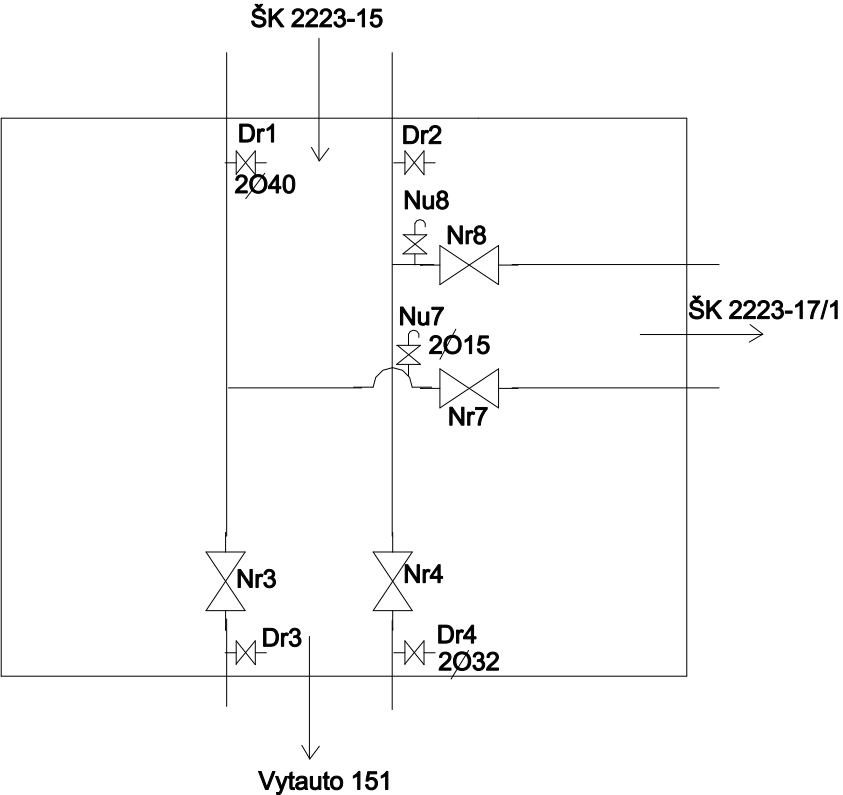 ŠK 2223-15
Dr1
Dr2
2Ø40
Nu8
Nr8
ŠK 2223-17/1
Nu7
2Ø15
Nr7
Nr3
Nr4
Dr3
Dr4
2Ø32
Vytauto 151